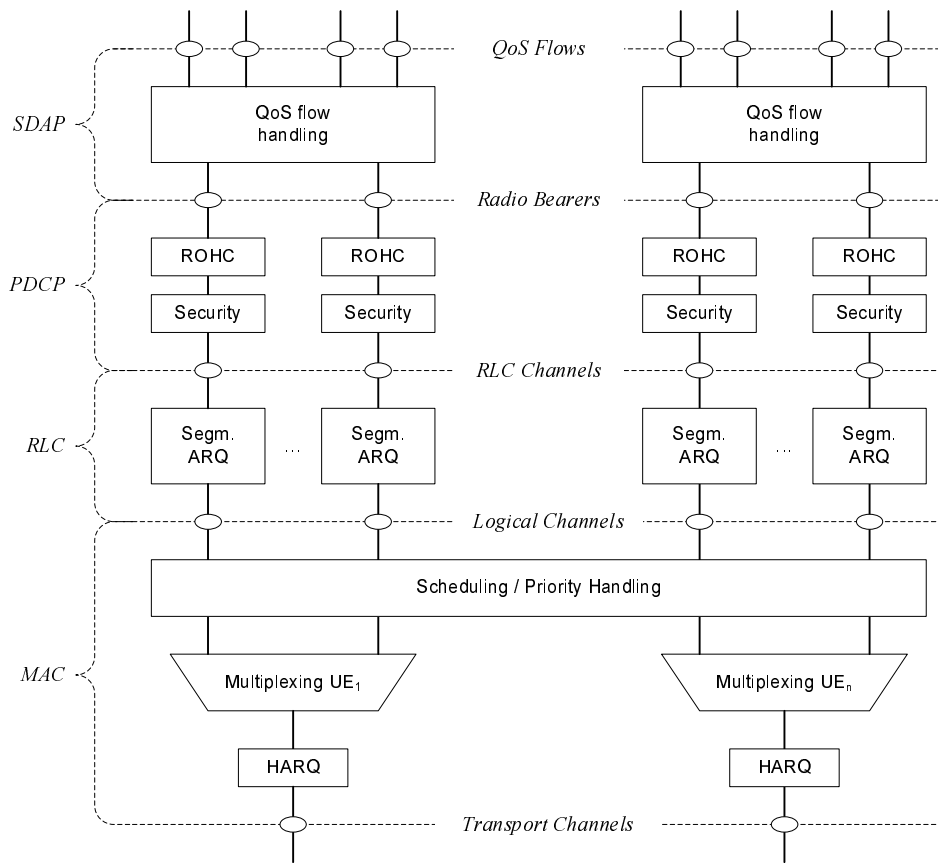 QoS Flows
QoS flow
handling
QoS flow
handling
SDAP
Radio Bearers
ROHC
ROHC
ROHC
ROHC
PDCP
Security
Security
Security
Security
RLC Channels
Segm.
ARQ
...
Segm.
ARQ
Segm.
ARQ
...
Segm.
ARQ
RLC
Logical Channels
Scheduling / Priority Handling
MAC
Multiplexing UE₁
Multiplexing UEₙ
HARQ
HARQ
Transport Channels